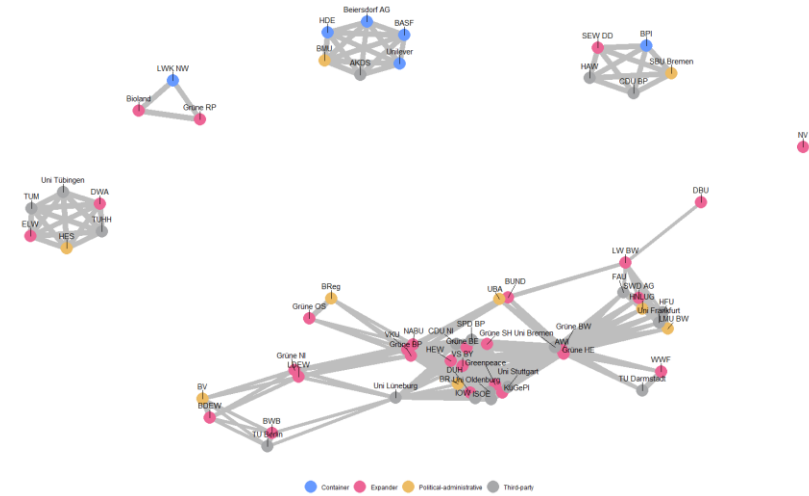 Beiersdorf AG
HDE
BASF
BMU
Unilever
AKDS
SEW DD
BPI
SBU Bremen
HAW
CDU BP
LWK NW
Bioland
Grüne RP
NV
Uni Tübingen
TUM
DWA
ELW
TUHH
HES
DBU
LW BW
FAU
SWD AG
HNLUG
HFU
Uni Frankfurt
LMU BW
BReg
Grüne OS
UBA
BUND
SPD BP
CDU NI
NABU
VKU
Grüne BP
Grüne BE
Grüne SH
Uni Bremen
Grüne BW
AWI
Grüne HE
HEW
VS BY
Greenpeace
DUH
Uni Stuttgart
BR
Uni Oldenburg
KüGePl
IOW
ISOE
WWF
TU Darmstadt
Grüne NI
Uni Lüneburg
BV
BDEW
BWB
TU Berlin
Container
Expander
Political-administrative
Third-party